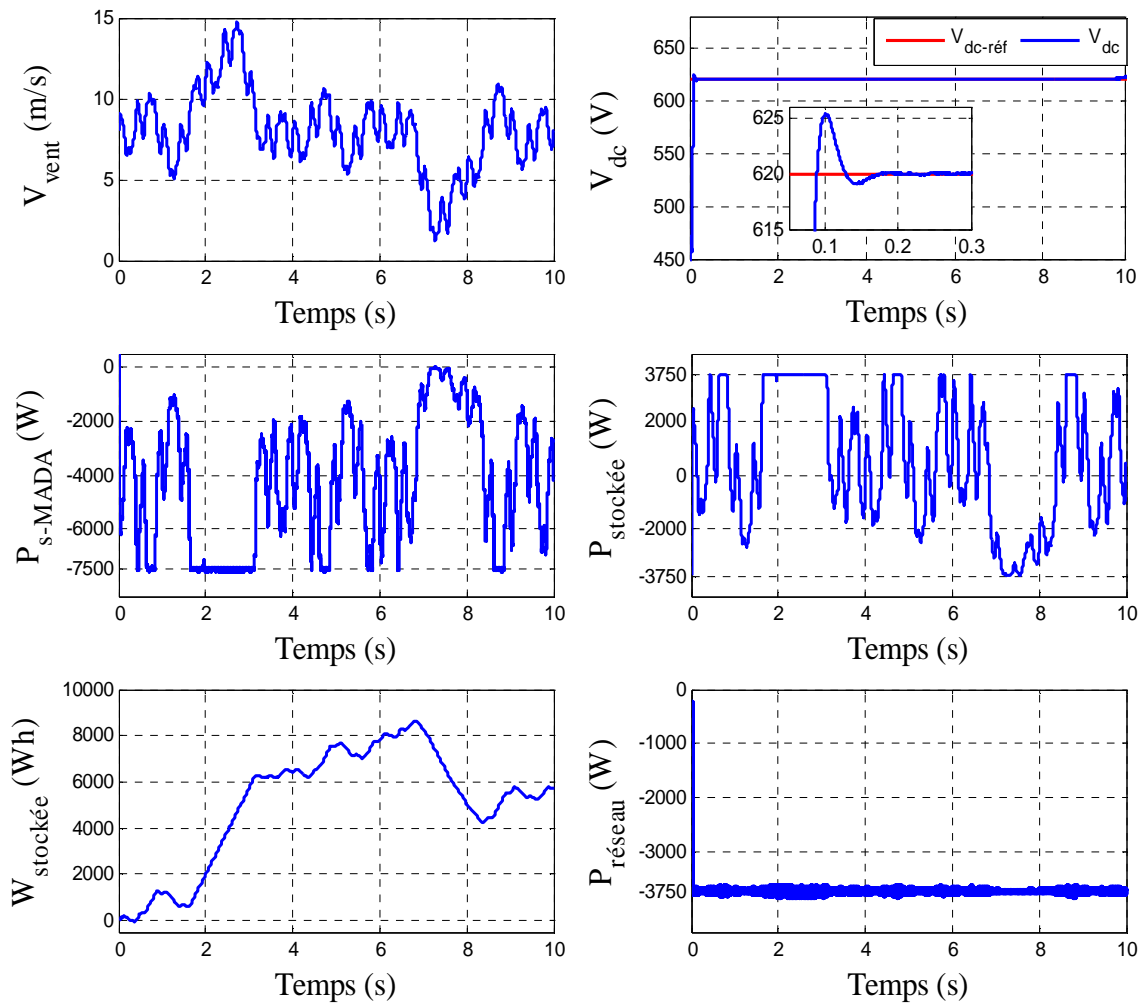 15
10
5
0
0 2 4 6 8 10
V_vent (m/s)
Temps (s)
650
600
550
500
450
0 2 4 6 8 10
V_dc (V)
V_dc-réf V_dc
625
620
615
0.1 0.2 0.3
Temps (s)
0
-2000
-4000
-6000
-7500
0 2 4 6 8 10
P_s-MADA (W)
Temps (s)
3750
2000
0
-2000
-3750
0 2 4 6 8 10
P_stockée (W)
Temps (s)
10000
8000
6000
4000
2000
0
0 2 4 6 8 10
W_stockée (Wh)
Temps (s)
0
-1000
-2000
-3000
-3750
0 2 4 6 8 10
P_réseau (W)
Temps (s)